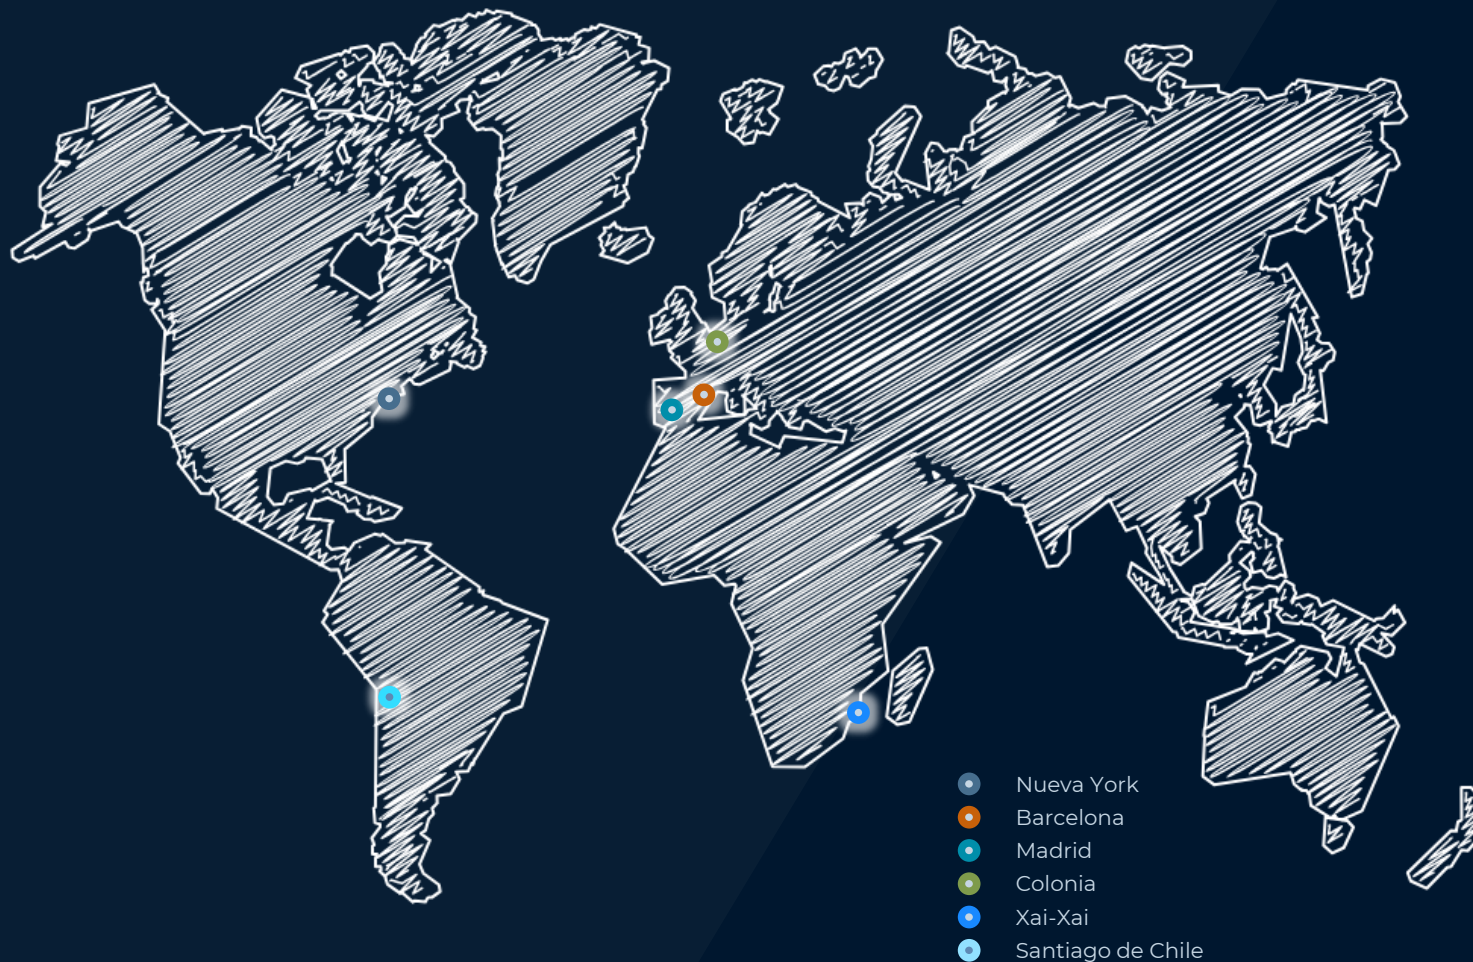 Nueva York
Barcelona
Madrid
Colonia
Xai-Xai
Santiago de Chile